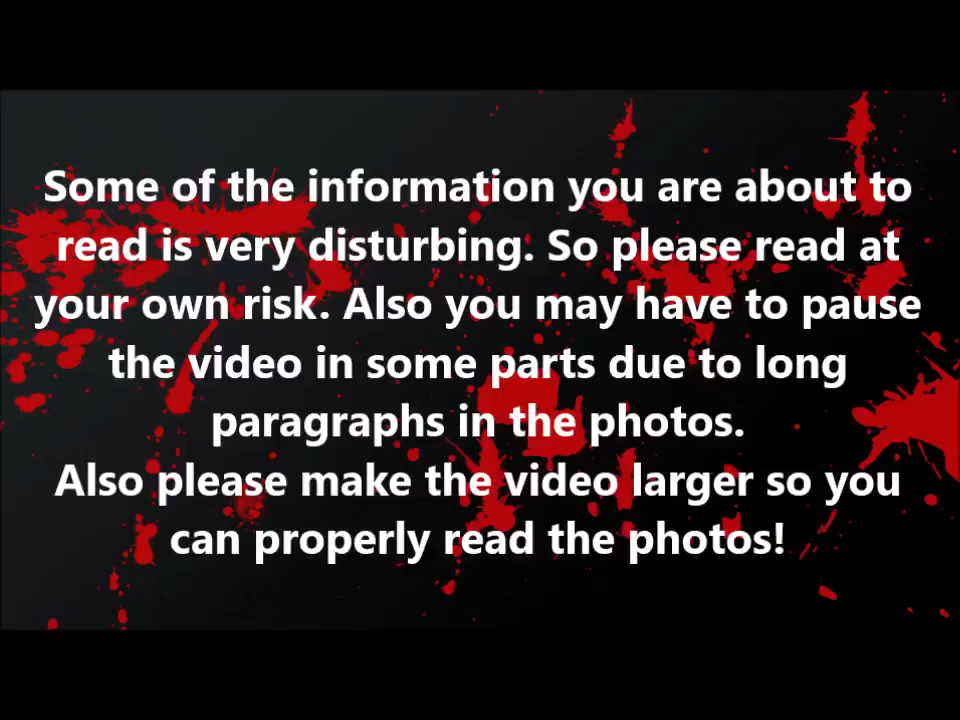 Some of the information you are about to
read is very disturbing. So please read at
your own risk. Also you may have to pause
the video in some parts due to long
paragraphs in the photos.
Also please make the video larger so you
can properly read the photos!